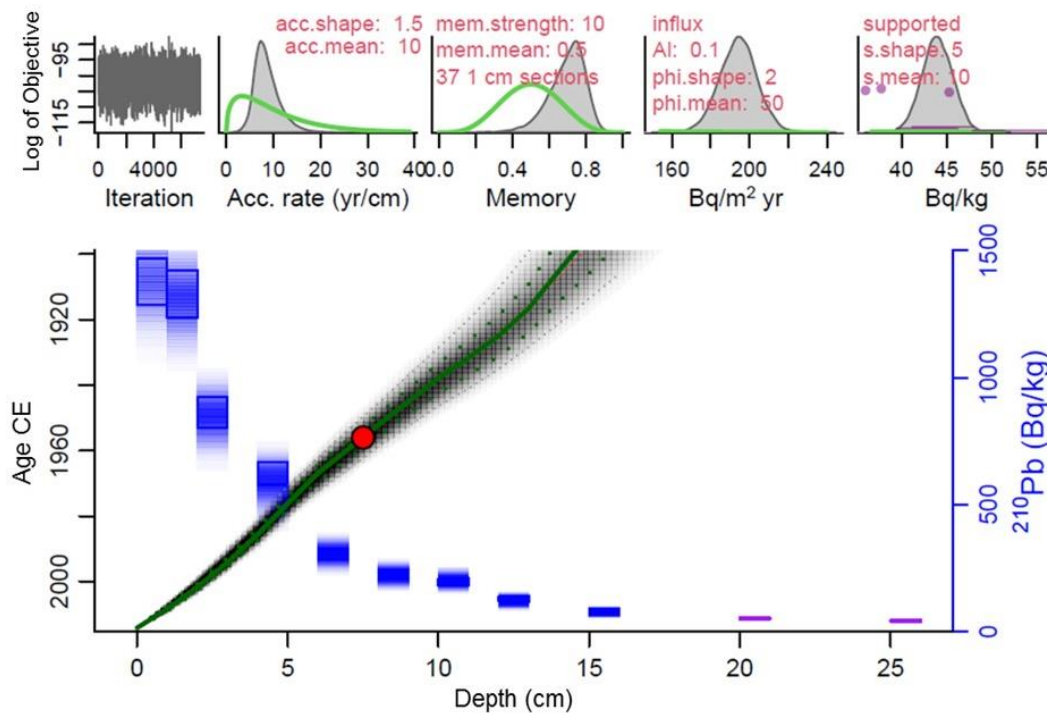 Log of Objective
−95
−115
0 4000
Iteration
acc.shape: 1.5
acc.mean: 10
0 10 20 30 40
Acc. rate (yr/cm)
mem.strength: 10
mem.mean: 0.5
37 1 cm sections
0.0 0.4 0.8
Memory
influx
Al: 0.1
phi.shape: 2
phi.mean: 50
160 200 240
Bq/m² yr
supported
s.shape: 5
s.mean: 10
40 45 50 55
Bq/kg
Age CE
1920
1960
2000
0 5 10 15 20 25
Depth (cm)
1500
1000
500
0
²¹⁰Pb (Bq/kg)